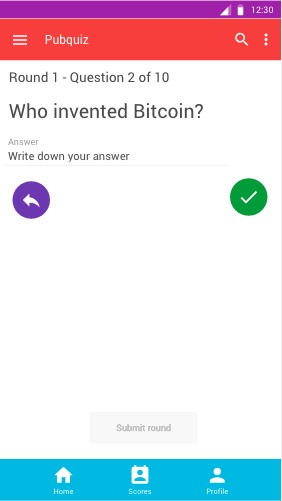 12:30
Pubquiz
Round 1 - Question 2 of 10
Who invented Bitcoin?
Answer
Write down your answer
Submit round
Home Scores Profile